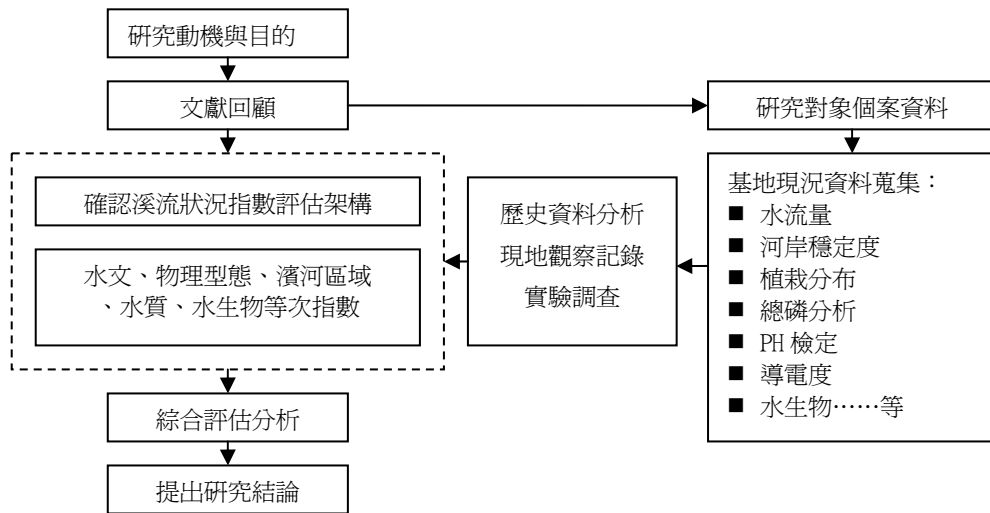 研究動機與目的
文獻回顧
研究對象個案資料
確認溪流狀況指數評估架構
水文、物理型態、濱河區域
、水質、水生物等次指數
歷史資料分析
現地觀察記錄
實驗調查
基地現況資料蒐集：
■ 水流量
■ 河岸穩定度
■ 植栽分布
■ 總磷分析
■ PH 檢定
■ 導電度
■ 水生物……等
綜合評估分析
提出研究結論